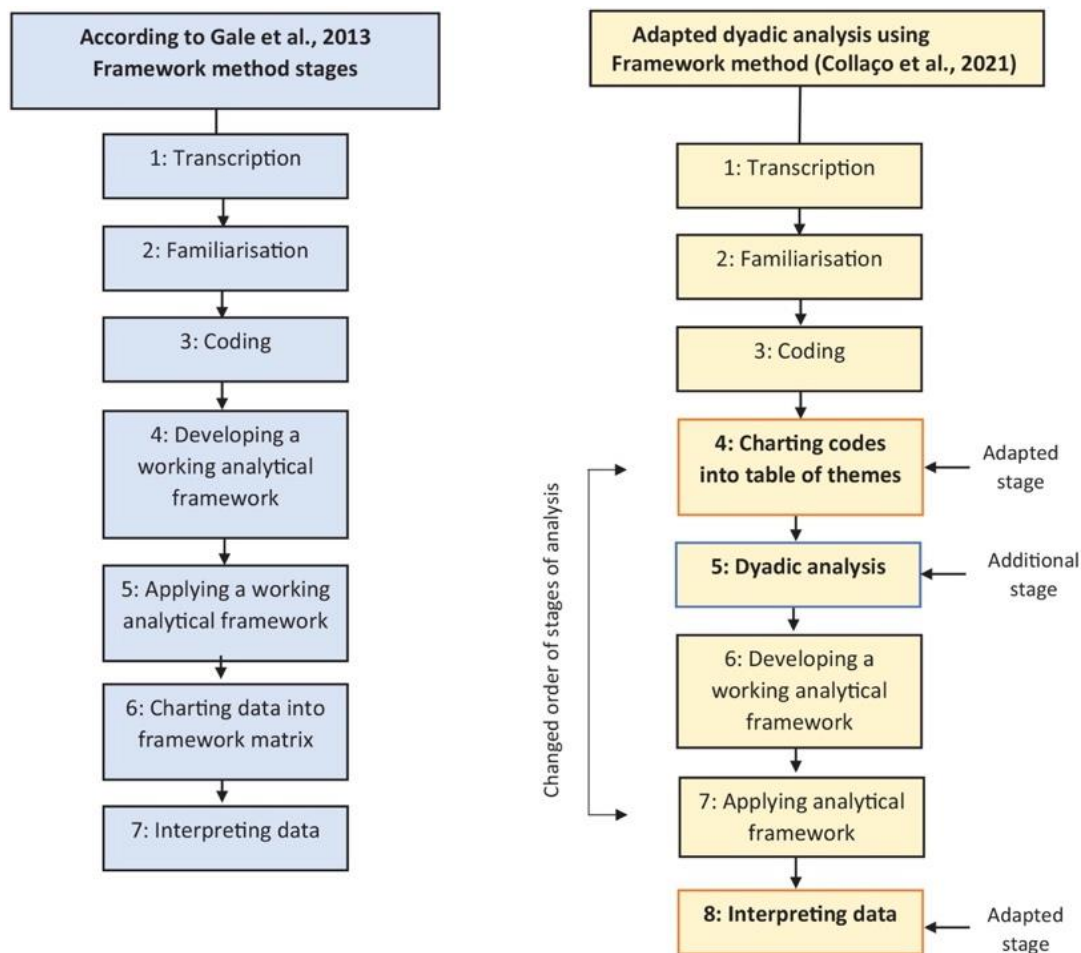 According to Gale et al., 2013
Framework method stages
1: Transcription
2: Familiarisation
3: Coding
4: Developing a
working analytical
framework
5: Applying a working
analytical framework
6: Charting data into
framework matrix
7: Interpreting data
Adapted dyadic analysis using
Framework method (Collaço et al., 2021)
1: Transcription
2: Familiarisation
3: Coding
4: Charting codes
into table of themes
Adapted
stage
5: Dyadic analysis
Additional
stage
6: Developing a
working analytical
framework
7: Applying analytical
framework
8: Interpreting data
Adapted
stage
Changed order of stages of analysis